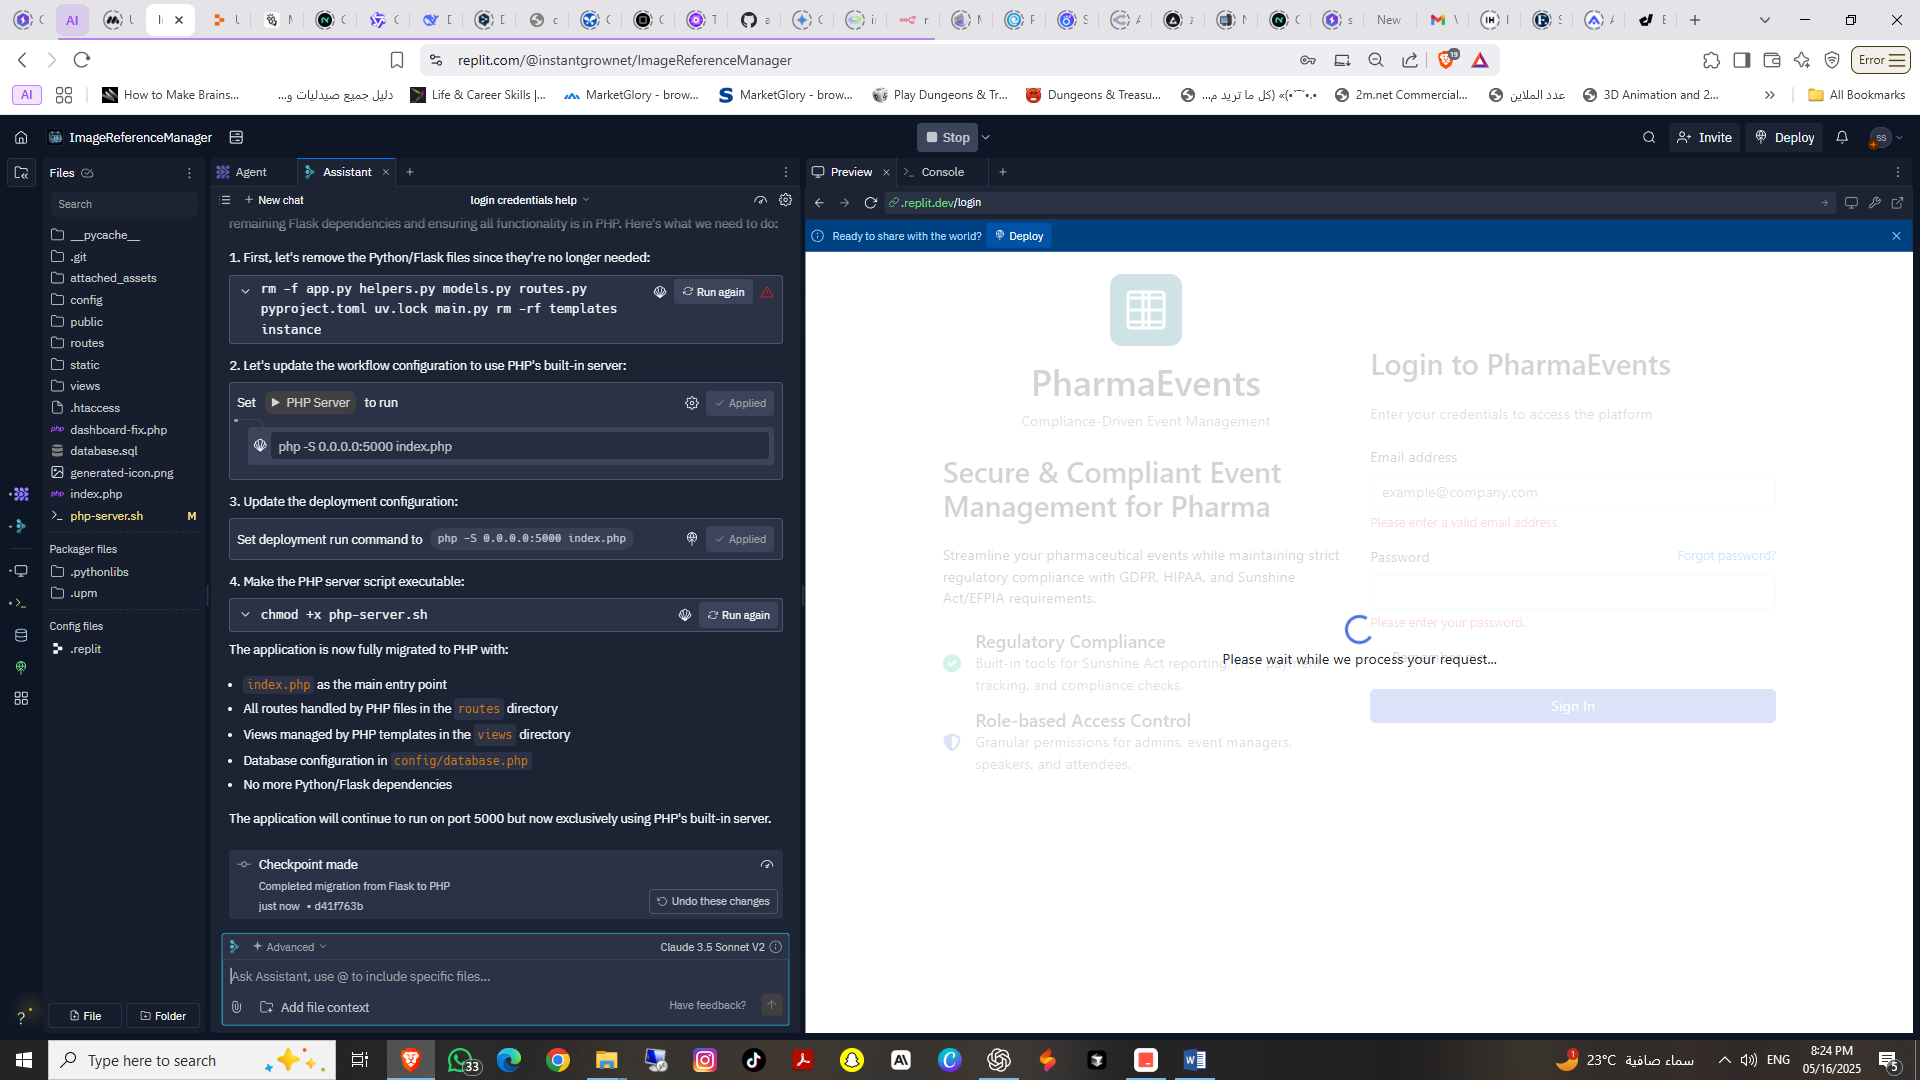 AI
replit.com/@instantgrownet/ImageReferenceManager
19
Error
AI
How to Make Brains...
دليل جميع صيدليات و...
Life & Career Skills |...
MarketGlory - brow...
MarketGlory - brow...
Play Dungeons & Tr...
Dungeons & Treasu...
2m.net Commercial...
عدد الملاين
3D Animation and 2...
All Bookmarks
New
ImageReferenceManager
Stop
Invite
Deploy
SS
Files
Agent
Assistant
Preview
Console
Search
New chat
login credentials help
.replit.dev/login
Ready to share with the world?
Deploy
__pycache__
.git
attached_assets
config
public
routes
static
views
.htaccess
php dashboard-fix.php
database.sql
generated-icon.png
php index.php
php-server.sh M
Packager files
.pythonlibs
.upm
Config files
.replit
File
Folder
remaining Flask dependencies and ensuring all functionality is in PHP. Here's what we need to do:
1. First, let's remove the Python/Flask files since they're no longer needed:
rm -f app.py helpers.py models.py routes.py
pyproject.toml uv.lock main.py rm -rf templates
instance
Run again
2. Let's update the workflow configuration to use PHP's built-in server:
Set PHP Server to run
Applied
php -S 0.0.0.0:5000 index.php
3. Update the deployment configuration:
Set deployment run command to php -S 0.0.0.0:5000 index.php
Applied
4. Make the PHP server script executable:
chmod +x php-server.sh
Run again
The application is now fully migrated to PHP with:
index.php as the main entry point
All routes handled by PHP files in the routes directory
Views managed by PHP templates in the views directory
Database configuration in config/database.php
No more Python/Flask dependencies
The application will continue to run on port 5000 but now exclusively using PHP's built-in server.
Checkpoint made
Completed migration from Flask to PHP
just now • d41f763b
Undo these changes
Advanced
Claude 3.5 Sonnet V2
Ask Assistant, use @ to include specific files...
Add file context
Have feedback?
PharmaEvents
Compliance-Driven Event Management
Secure & Compliant Event
Management for Pharma
Streamline your pharmaceutical events while maintaining strict
regulatory compliance with GDPR, HIPAA, and Sunshine
Act/EFPIA requirements.
Regulatory Compliance
Built-in tools for Sunshine Act reporting,
tracking, and compliance checks.
Role-based Access Control
Granular permissions for admins, event managers,
speakers, and attendees.
Please wait while we process your request...
Login to PharmaEvents
Enter your credentials to access the platform
Email address
example@company.com
Please enter a valid email address.
Password
Forgot password?
Please enter your password.
Sign In
Type here to search
33
1
23°C سماء صافية
ENG
8:24 PM
05/16/2025
5